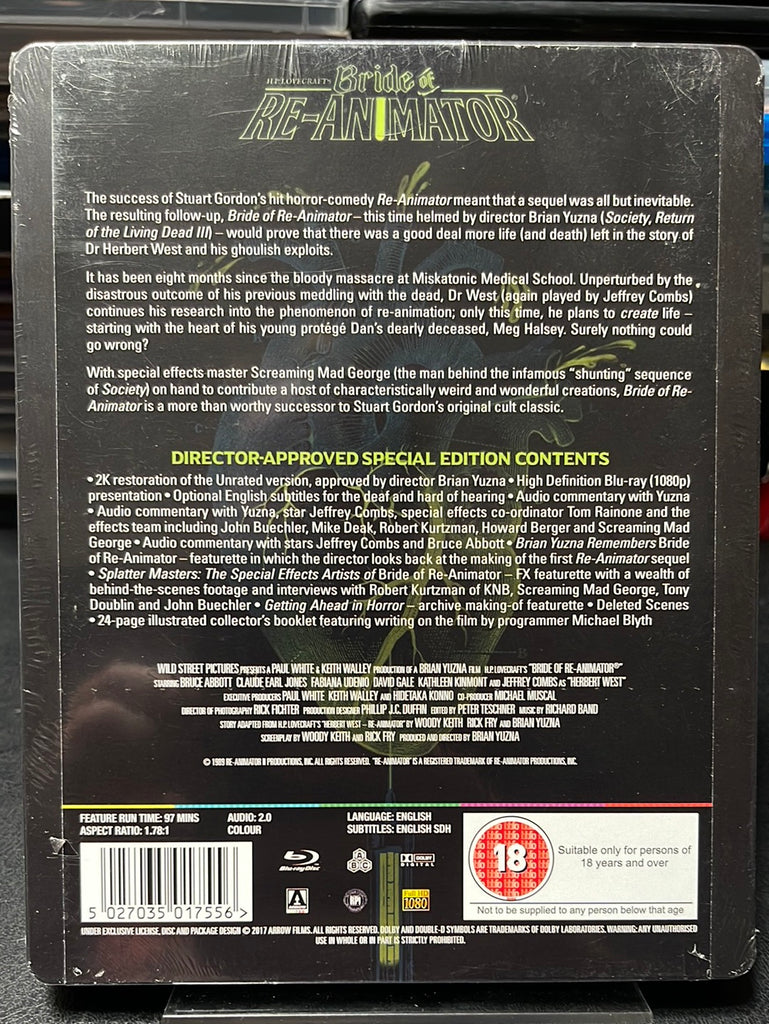 H.P. LOVECRAFT'S Bride of
RE-ANIMATOR®
The success of Stuart Gordon's hit horror-comedy Re-Animator meant that a sequel was all but inevitable.
The resulting follow-up, Bride of Re-Animator – this time helmed by director Brian Yuzna (Society, Return
of the Living Dead III) – would prove that there was a good deal more life (and death) left in the story of
Dr Herbert West and his ghoulish exploits.
It has been eight months since the bloody massacre at Miskatonic Medical School. Unperturbed by the
disastrous outcome of his previous meddling with the dead, Dr West (again played by Jeffrey Combs)
continues his research into the phenomenon of re-animation; only this time, he plans to create life –
starting with the heart of his young protégé Dan's dearly deceased, Meg Halsey. Surely nothing could
go wrong?
With special effects master Screaming Mad George (the man behind the infamous "shunting" sequence
of Society) on hand to contribute a host of characteristically weird and wonderful creations, Bride of Re-
Animator is a more than worthy successor to Stuart Gordon's original cult classic.
DIRECTOR-APPROVED SPECIAL EDITION CONTENTS
• 2K restoration of the Unrated version, approved by director Brian Yuzna • High Definition Blu-ray (1080p)
presentation • Optional English subtitles for the deaf and hard of hearing • Audio commentary with Yuzna
• Audio commentary with Yuzna, star Jeffrey Combs, special effects co-ordinator Tom Rainone and the
effects team including John Buechler, Mike Deak, Robert Kurtzman, Howard Berger and Screaming Mad
George • Audio commentary with stars Jeffrey Combs and Bruce Abbott • Brian Yuzna Remembers Bride
of Re-Animator – featurette in which the director looks back at the making of the first Re-Animator sequel
• Splatter Masters: The Special Effects Artists of Bride of Re-Animator – FX featurette with a wealth of
behind-the-scenes footage and interviews with Robert Kurtzman of KNB, Screaming Mad George, Tony
Doublin and John Buechler • Getting Ahead in Horror – archive making-of featurette • Deleted Scenes
• 24-page illustrated collector's booklet featuring writing on the film by programmer Michael Blyth
WILD STREET PICTURES PRESENTS A PAUL WHITE & KEITH WALLEY PRODUCTION OF A BRIAN YUZNA FILM H.P. LOVECRAFT'S "BRIDE OF RE-ANIMATOR®"
STARRING BRUCE ABBOTT CLAUDE EARL JONES FABIANA UDENIO DAVID GALE KATHLEEN KINMONT AND JEFFREY COMBS AS "HERBERT WEST"
EXECUTIVE PRODUCERS PAUL WHITE KEITH WALLEY AND HIDETAKA KONNO CO-PRODUCER MICHAEL MUSCAL
DIRECTOR OF PHOTOGRAPHY RICK FICHTER PRODUCTION DESIGNER PHILLIP J.C. DUFFIN EDITED BY PETER TESCHNER MUSIC BY RICHARD BAND
STORY ADAPTED FROM H.P. LOVECRAFT'S "HERBERT WEST – RE-ANIMATOR" BY WOODY KEITH RICK FRY AND BRIAN YUZNA
SCREENPLAY BY WOODY KEITH AND RICK FRY PRODUCED AND DIRECTED BY BRIAN YUZNA
© 1989 RE-ANIMATOR II PRODUCTIONS, INC. ALL RIGHTS RESERVED. "RE-ANIMATOR" IS A REGISTERED TRADEMARK OF RE-ANIMATOR PRODUCTIONS, INC.
FEATURE RUN TIME: 97 MINS AUDIO: 2.0 LANGUAGE: ENGLISH
ASPECT RATIO: 1.78:1 COLOUR SUBTITLES: ENGLISH SDH
Blu-ray Disc
A B C
DOLBY DIGITAL
ARROW
Full HD 1080
5 027035 017556 >
18
Suitable only for persons of
18 years and over
Not to be supplied to any person below that age
UNDER EXCLUSIVE LICENSE, DISC AND PACKAGE DESIGN © 2017 ARROW FILMS. ALL RIGHTS RESERVED. DOLBY AND DOUBLE-D SYMBOLS ARE TRADEMARKS OF DOLBY LABORATORIES. WARNING: ANY UNAUTHORISED
USE IN WHOLE OR IN PART IS STRICTLY PROHIBITED.